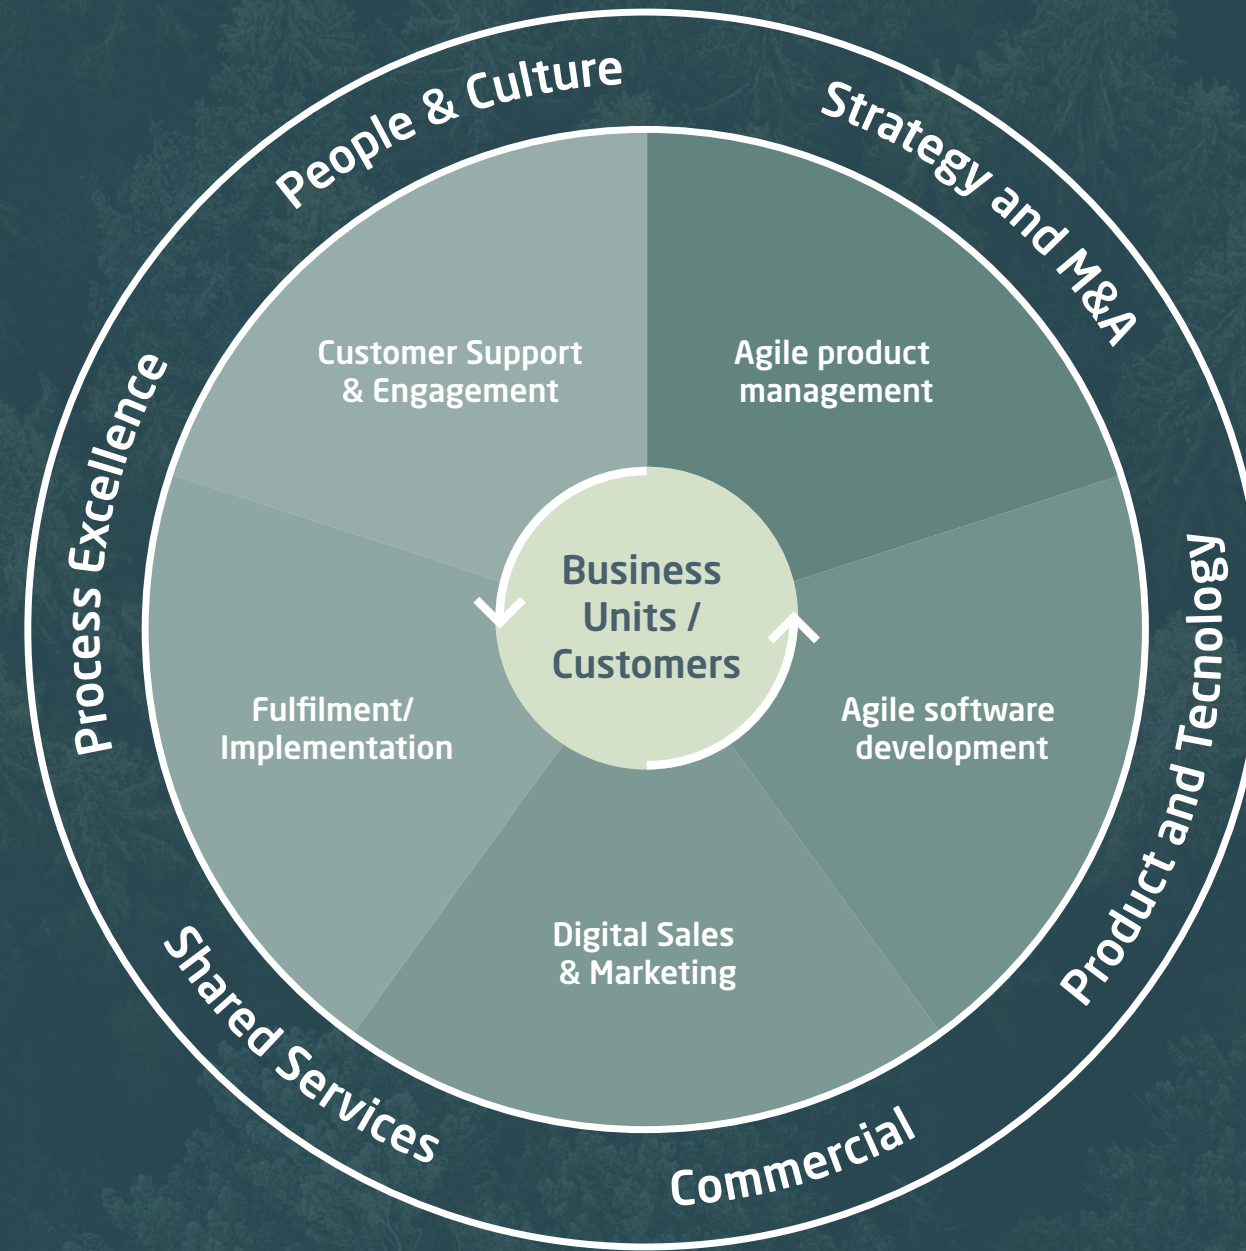 People & Culture
Strategy and M&A
Product and Tecnology
Commercial
Shared Services
Process Excellence
Customer Support
& Engagement
Agile product
management
Agile software
development
Digital Sales
& Marketing
Fulfilment/
Implementation
Business
Units /
Customers